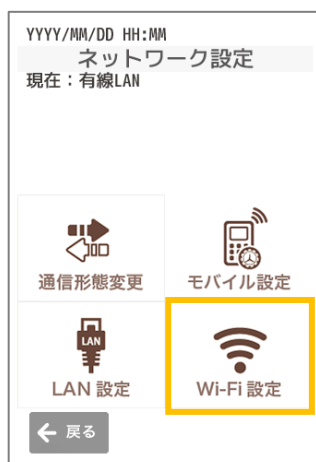 YYYY/MM/DD HH:MM
ネットワーク設定
現在：有線LAN
通信形態変更
モバイル設定
LAN
LAN 設定
Wi-Fi 設定
戻る